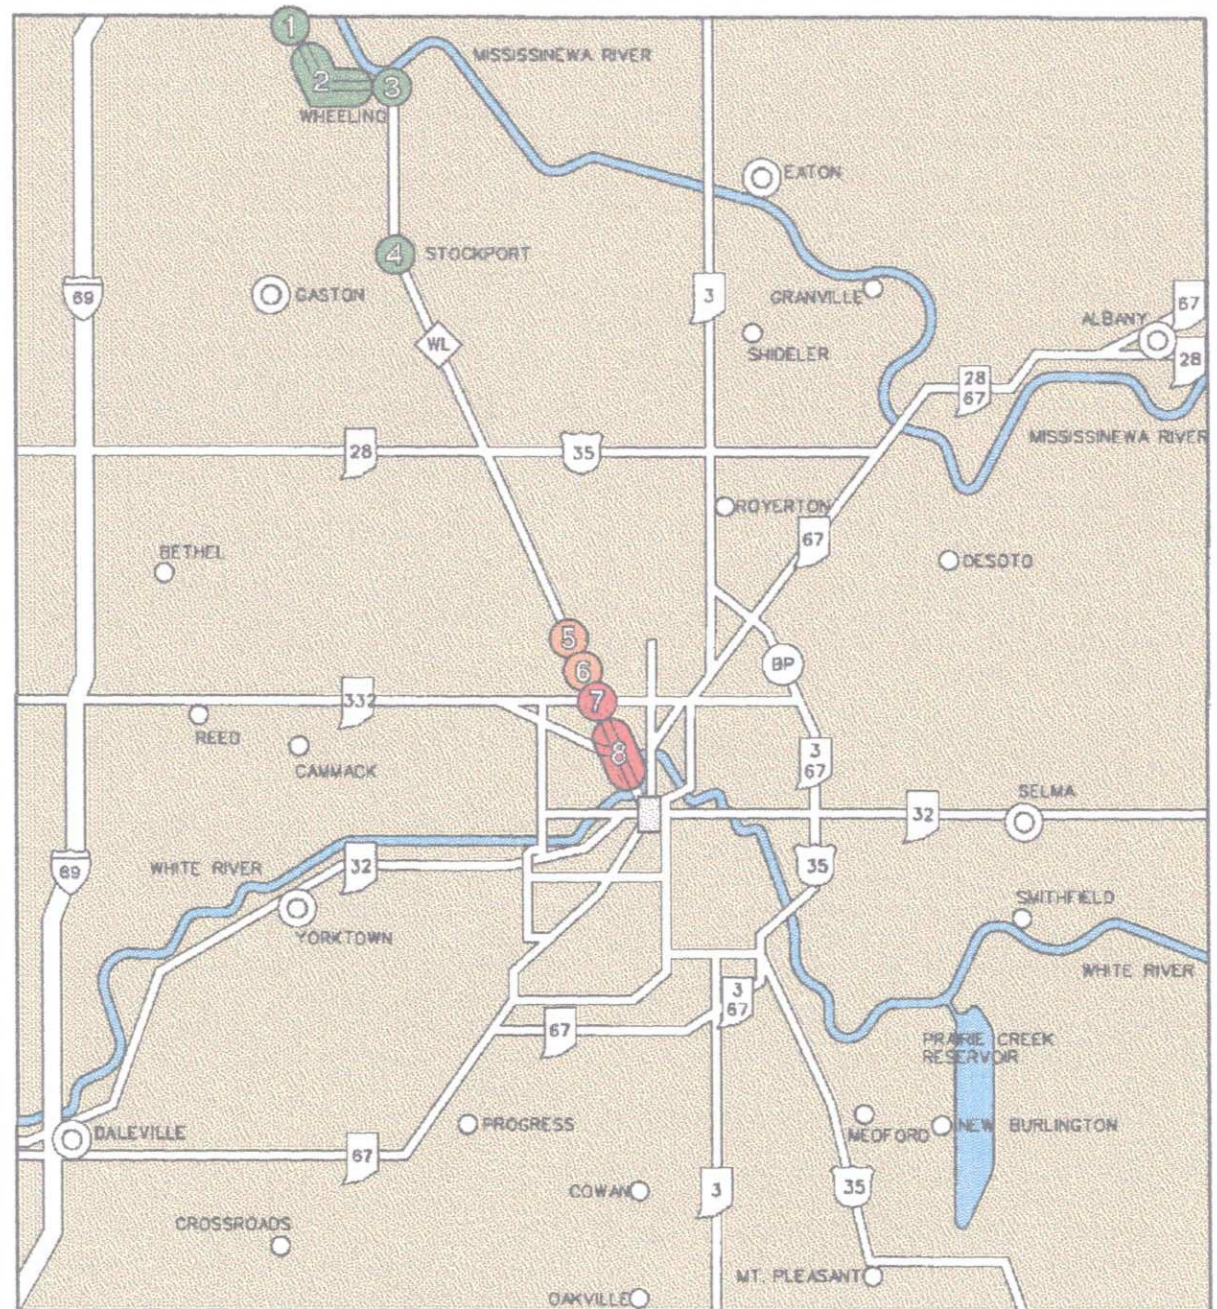 1
MISSISSINEWA RIVER
2
3
WHEELING
EATON
4
STOCKPORT
69
GASTON
3
GRANVILLE
67
ALBANY
WL
SHIDELER
28
28
67
MISSISSINEWA RIVER
28
35
ROYERTON
67
BETHEL
DESOTO
5
6
BP
332
7
REED
CAMMACK
8
3
67
SELMA
32
69
WHITE RIVER
32
35
SMITHFIELD
YORKTOWN
WHITE RIVER
3
67
67
PRAIRIE CREEK
RESERVOIR
DALEVILLE
PROGRESS
MEDFORD
NEW BURLINGTON
67
COWAN
3
35
CROSSROADS
MT. PLEASANT
OAKVILLE